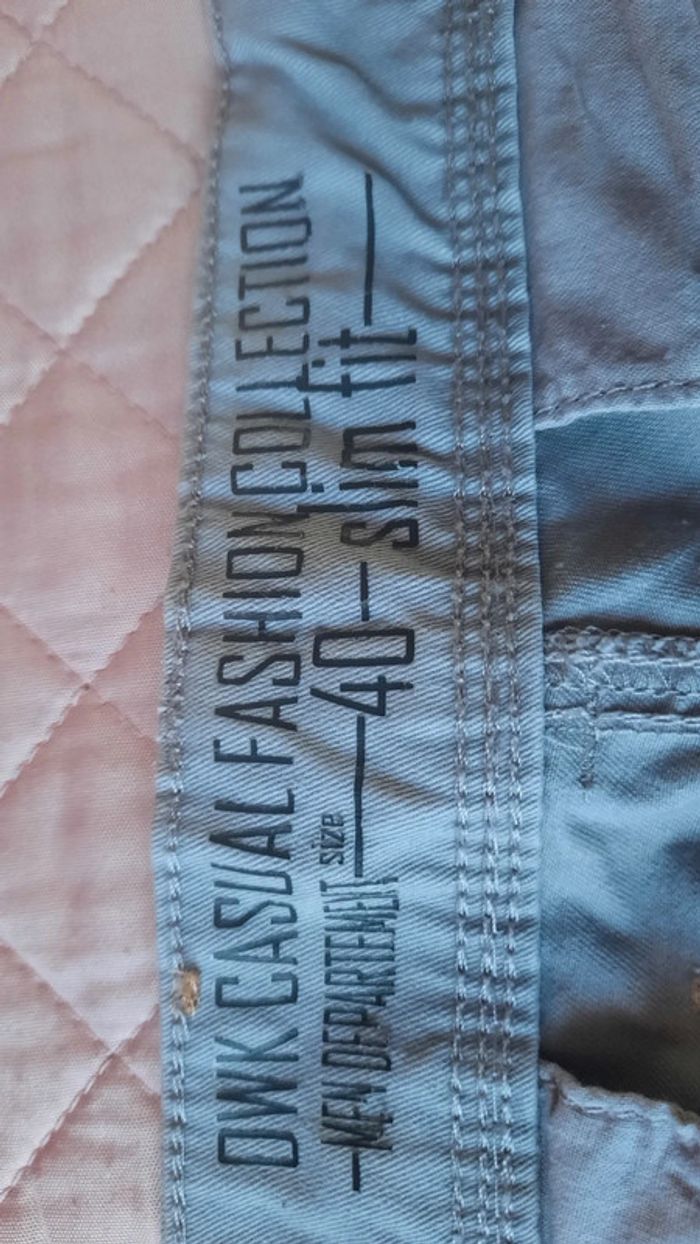 DWK CASUAL FASHION COLLECTION
MEN DEPARTEMENT size 40 slim fit